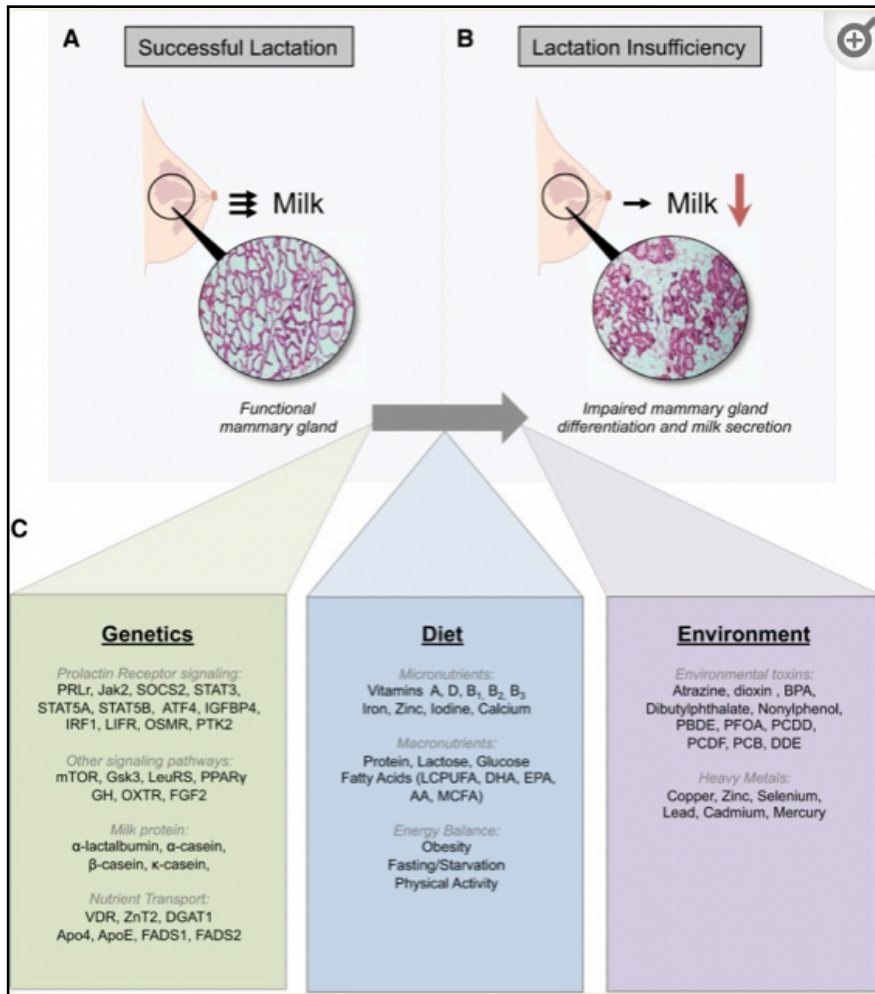 A
Successful Lactation
B
Lactation Insufficiency
Milk
Milk
Functional
mammary gland
Impaired mammary gland
differentiation and milk secretion
C
Genetics
Prolactin Receptor signaling:
PRLr, Jak2, SOCS2, STAT3,
STAT5A, STAT5B, ATF4, IGFBP4,
IRF1, LIFR, OSMR, PTK2
Other signaling pathways:
mTOR, Gsk3, LeuRS, PPARγ
GH, OXTR, FGF2
Milk protein:
α-lactalbumin, α-casein,
β-casein, κ-casein,
Nutrient Transport:
VDR, ZnT2, DGAT1
Apo4, ApoE, FADS1, FADS2
Diet
Micronutrients:
Vitamins A, D, B₁, B₂, B₃
Iron, Zinc, Iodine, Calcium
Macronutrients:
Protein, Lactose, Glucose
Fatty Acids (LCPUFA, DHA, EPA,
AA, MCFA)
Energy Balance:
Obesity
Fasting/Starvation
Physical Activity
Environment
Environmental toxins:
Atrazine, dioxin , BPA,
Dibutylphthalate, Nonylphenol,
PBDE, PFOA, PCDD,
PCDF, PCB, DDE
Heavy Metals:
Copper, Zinc, Selenium,
Lead, Cadmium, Mercury